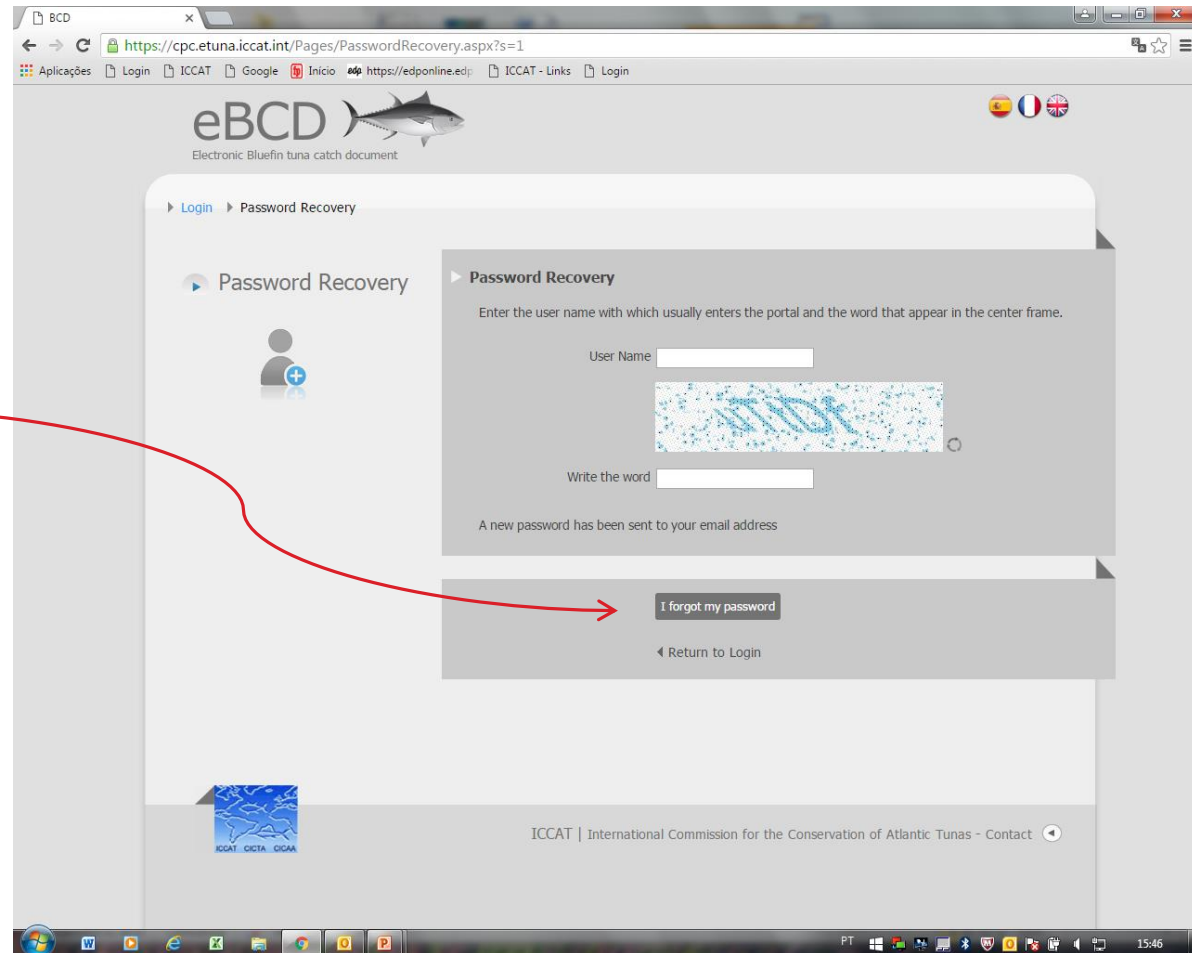 BCD
https://cpc.etuna.iccat.int/Pages/PasswordRecovery.aspx?s=1
Aplicações Login ICCAT Google Início edp https://edponline.edp ICCAT - Links Login
eBCD
Electronic Bluefin tuna catch document
Login Password Recovery
Password Recovery
Password Recovery
Enter the user name with which usually enters the portal and the word that appear in the center frame.
User Name
Write the word
A new password has been sent to your email address
I forgot my password
Return to Login
ICCAT CICTA CICAA
ICCAT | International Commission for the Conservation of Atlantic Tunas - Contact
PT 15:46